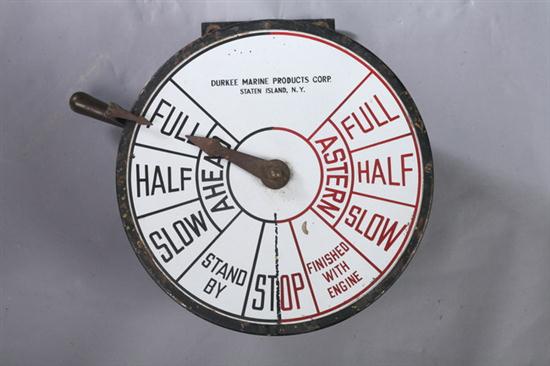 DURKEE MARINE PRODUCTS CORP.
STATEN ISLAND, N.Y.
FULL
HALF
SLOW
STAND
BY
AHEAD
STOP
FINISHED
WITH
ENGINE
SLOW
HALF
FULL
ASTERN